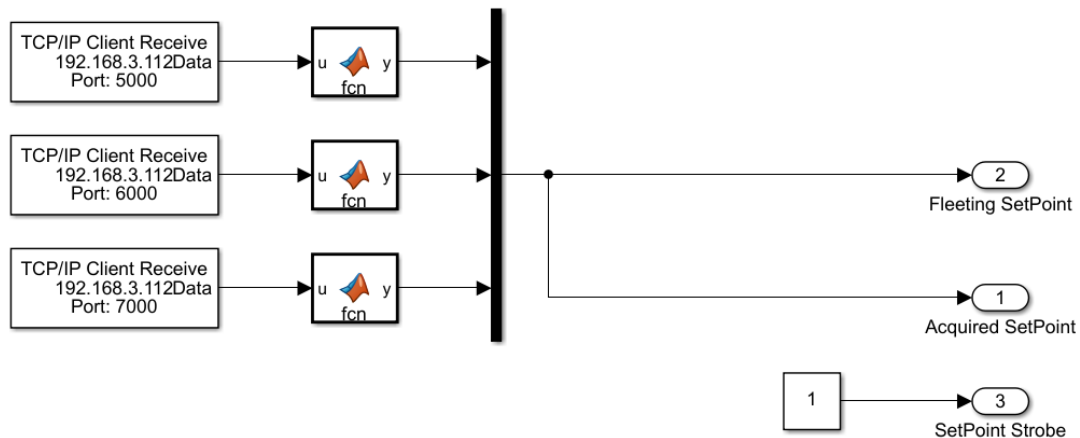 TCP/IP Client Receive
192.168.3.112Data
Port: 5000
u y
fcn
TCP/IP Client Receive
192.168.3.112Data
Port: 6000
u y
fcn
TCP/IP Client Receive
192.168.3.112Data
Port: 7000
u y
fcn
2
Fleeting SetPoint
1
Acquired SetPoint
1
3
SetPoint Strobe